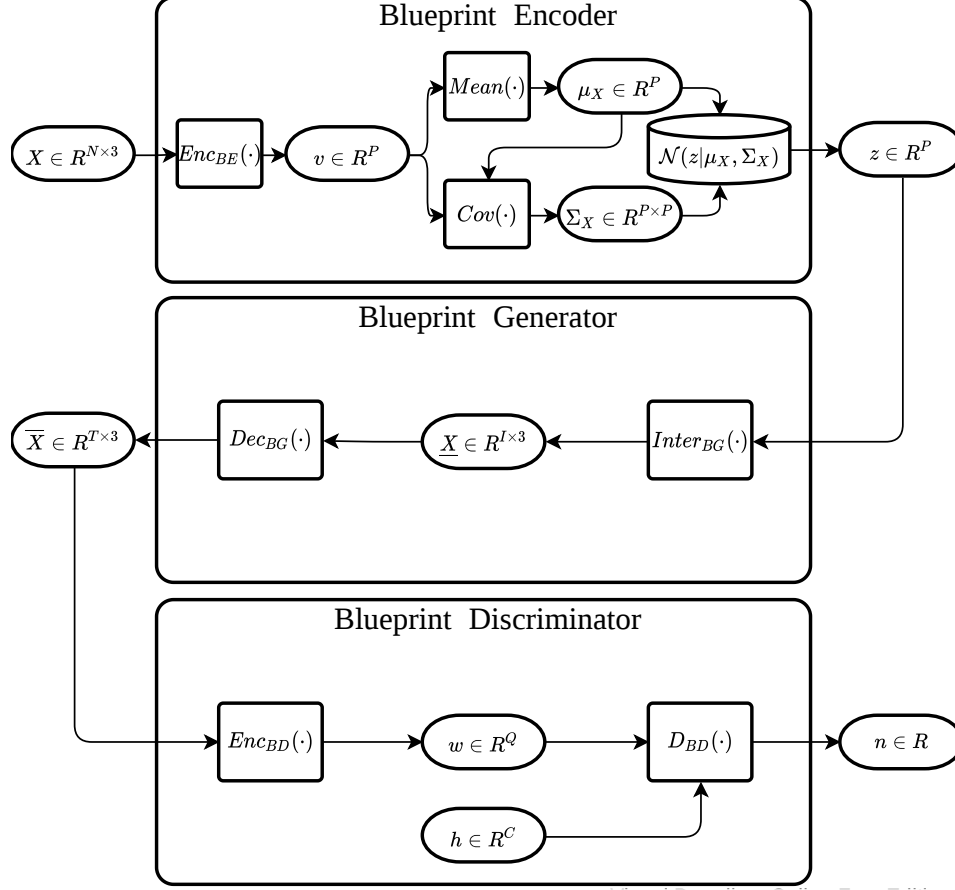 Blueprint Encoder
X ∈ R^{N×3}
Enc_{BE}(·)
v ∈ R^P
Mean(·)
μ_X ∈ R^P
Cov(·)
Σ_X ∈ R^{P×P}
𝒩(z|μ_X, Σ_X)
z ∈ R^P
Blueprint Generator
X̅ ∈ R^{T×3}
Dec_{BG}(·)
X̲ ∈ R^{I×3}
Inter_{BG}(·)
Blueprint Discriminator
Enc_{BD}(·)
w ∈ R^Q
D_{BD}(·)
n ∈ R
h ∈ R^C